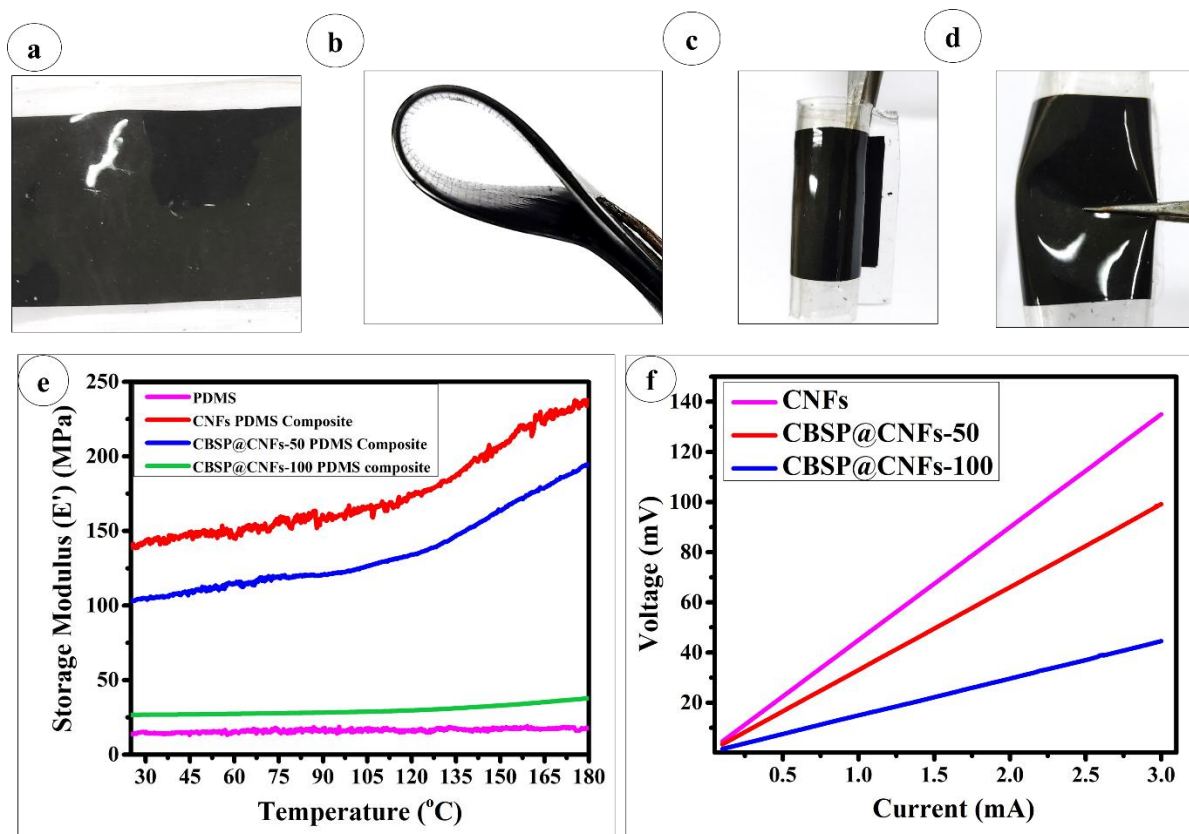 a
b
c
d
e
250
200
150
100
50
0
Storage Modulus (E') (MPa)
PDMS
CNFs PDMS Composite
CBSP@CNFs-50 PDMS Composite
CBSP@CNFs-100 PDMS composite
30 45 60 75 90 105 120 135 150 165 180
Temperature (°C)
f
140
120
100
80
60
40
20
Voltage (mV)
CNFs
CBSP@CNFs-50
CBSP@CNFs-100
0.5 1.0 1.5 2.0 2.5 3.0
Current (mA)